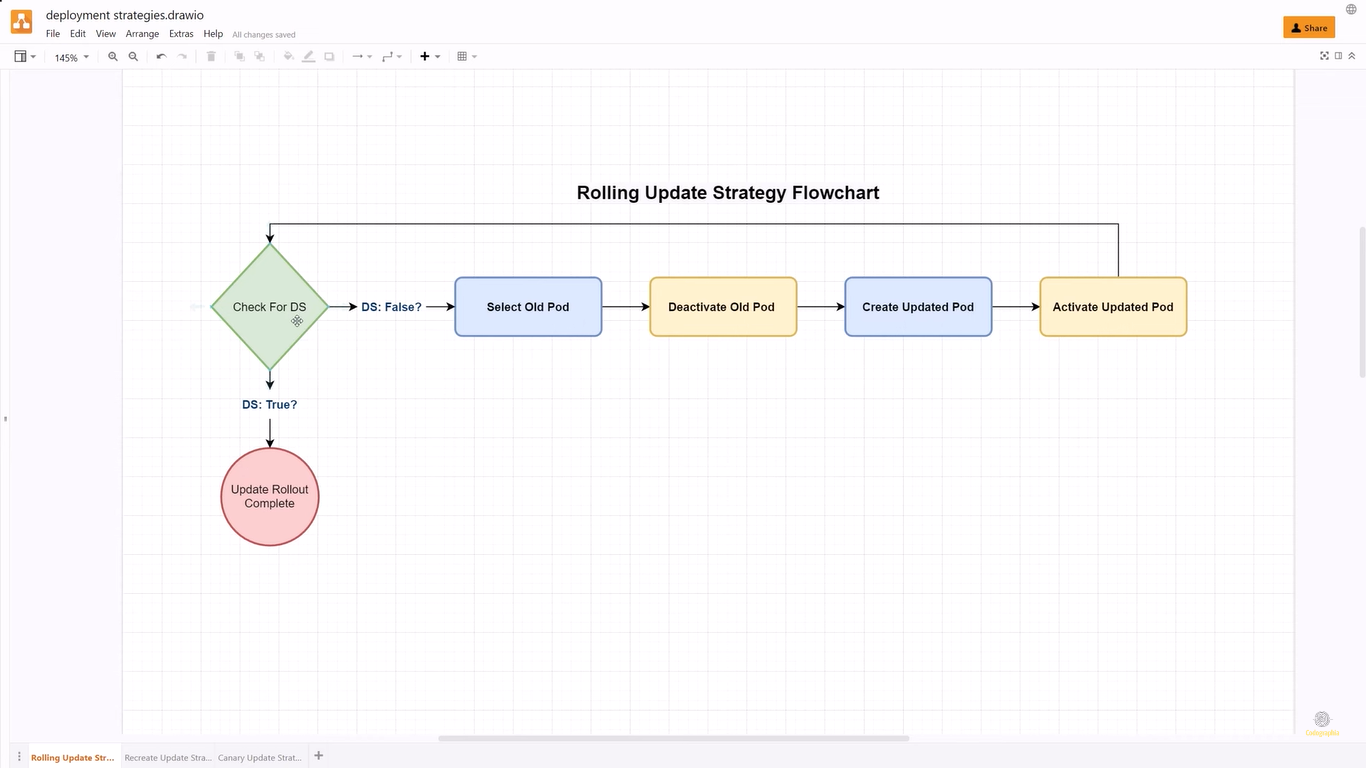 deployment strategies.drawio
File Edit View Arrange Extras Help All changes saved
Share
145%
Rolling Update Strategy Flowchart
Check For DS
DS: False?
Select Old Pod
Deactivate Old Pod
Create Updated Pod
Activate Updated Pod
DS: True?
Update Rollout
Complete
Codegraphix
Rolling Update Str... Recreate Update Stra... Canary Update Strat...